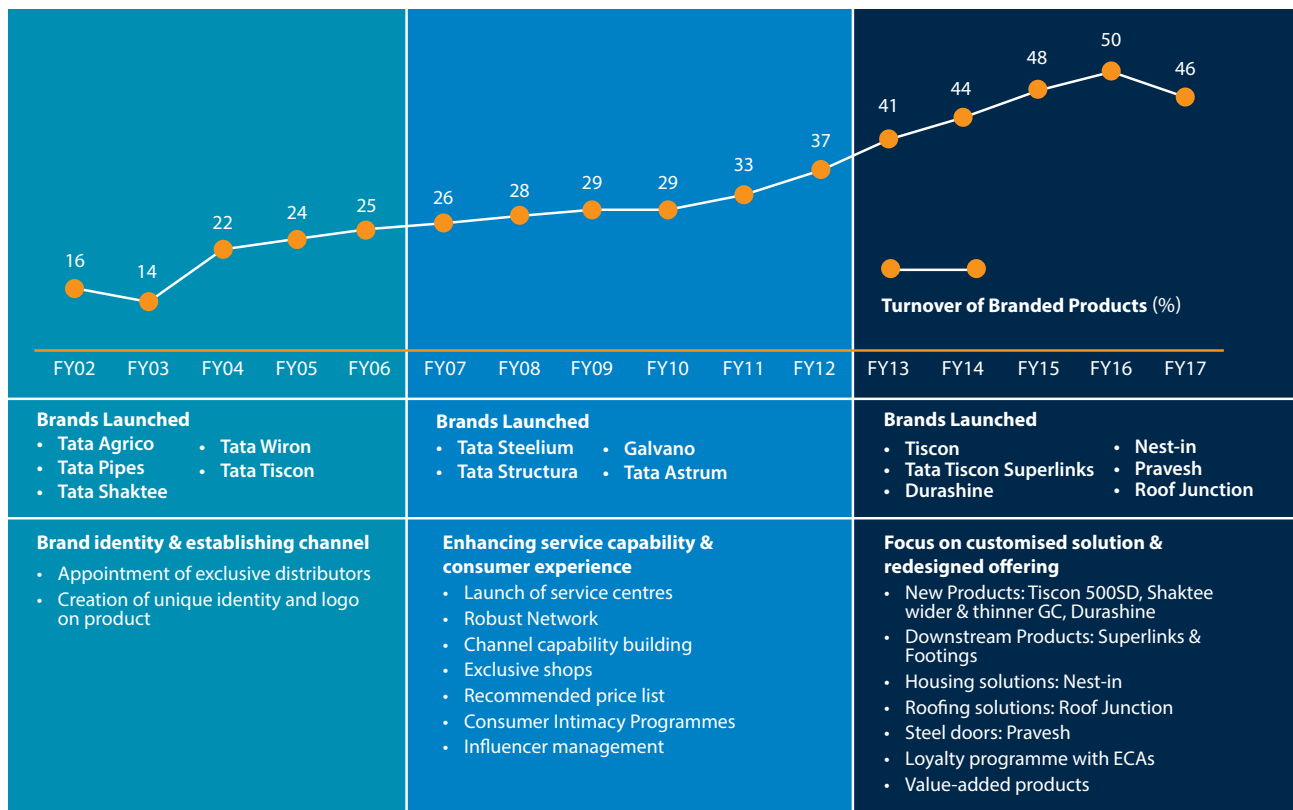 16
14
22
24
25
26
28
29
29
33
37
41
44
48
50
46
Turnover of Branded Products (%)
FY02 FY03 FY04 FY05 FY06 FY07 FY08 FY09 FY10 FY11 FY12 FY13 FY14 FY15 FY16 FY17
Brands Launched
• Tata Agrico
• Tata Pipes
• Tata Shaktee
• Tata Wiron
• Tata Tiscon
Brands Launched
• Tata Steelium
• Tata Structura
• Galvano
• Tata Astrum
Brands Launched
• Tiscon
• Tata Tiscon Superlinks
• Durashine
• Nest-in
• Pravesh
• Roof Junction
Brand identity & establishing channel
• Appointment of exclusive distributors
• Creation of unique identity and logo
on product
Enhancing service capability &
consumer experience
• Launch of service centres
• Robust Network
• Channel capability building
• Exclusive shops
• Recommended price list
• Consumer Intimacy Programmes
• Influencer management
Focus on customised solution &
redesigned offering
• New Products: Tiscon 500SD, Shaktee
wider & thinner GC, Durashine
• Downstream Products: Superlinks &
Footings
• Housing solutions: Nest-in
• Roofing solutions: Roof Junction
• Steel doors: Pravesh
• Loyalty programme with ECAs
• Value-added products